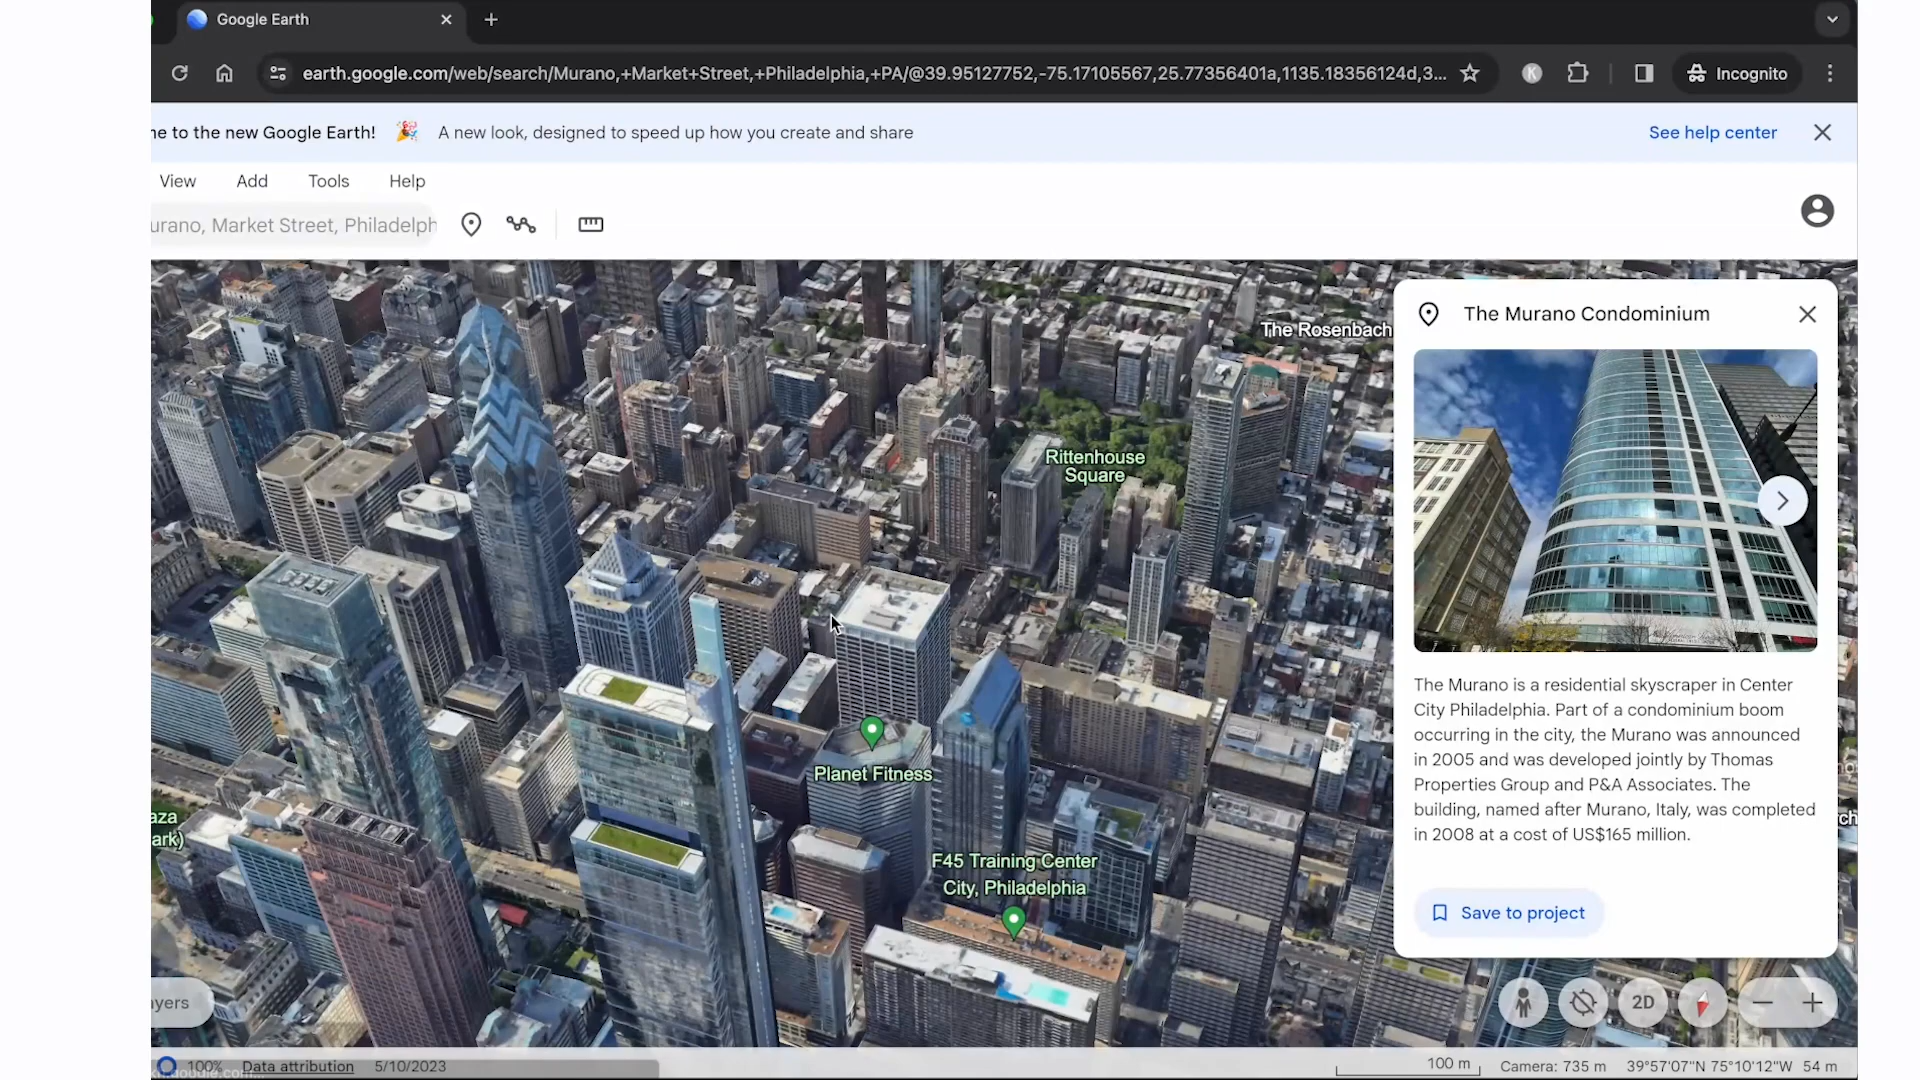 Google Earth
earth.google.com/web/search/Murano,+Market+Street,+Philadelphia,+PA/@39.95127752,-75.17105567,25.77356401a,1135.18356124d,3...
K
Incognito
ne to the new Google Earth!
A new look, designed to speed up how you create and share
See help center
View Add Tools Help
urano, Market Street, Philadelph
The Rosenbach
Rittenhouse
Square
Planet Fitness
F45 Training Center
City, Philadelphia
aza
ark)
The Murano Condominium
The Murano is a residential skyscraper in Center
City Philadelphia. Part of a condominium boom
occurring in the city, the Murano was announced
in 2005 and was developed jointly by Thomas
Properties Group and P&A Associates. The
building, named after Murano, Italy, was completed
in 2008 at a cost of US$165 million.
Save to project
ch
ayers
2D
100% Data attribution 5/10/2023
100 m Camera: 735 m 39°57'07"N 75°10'12"W 54 m